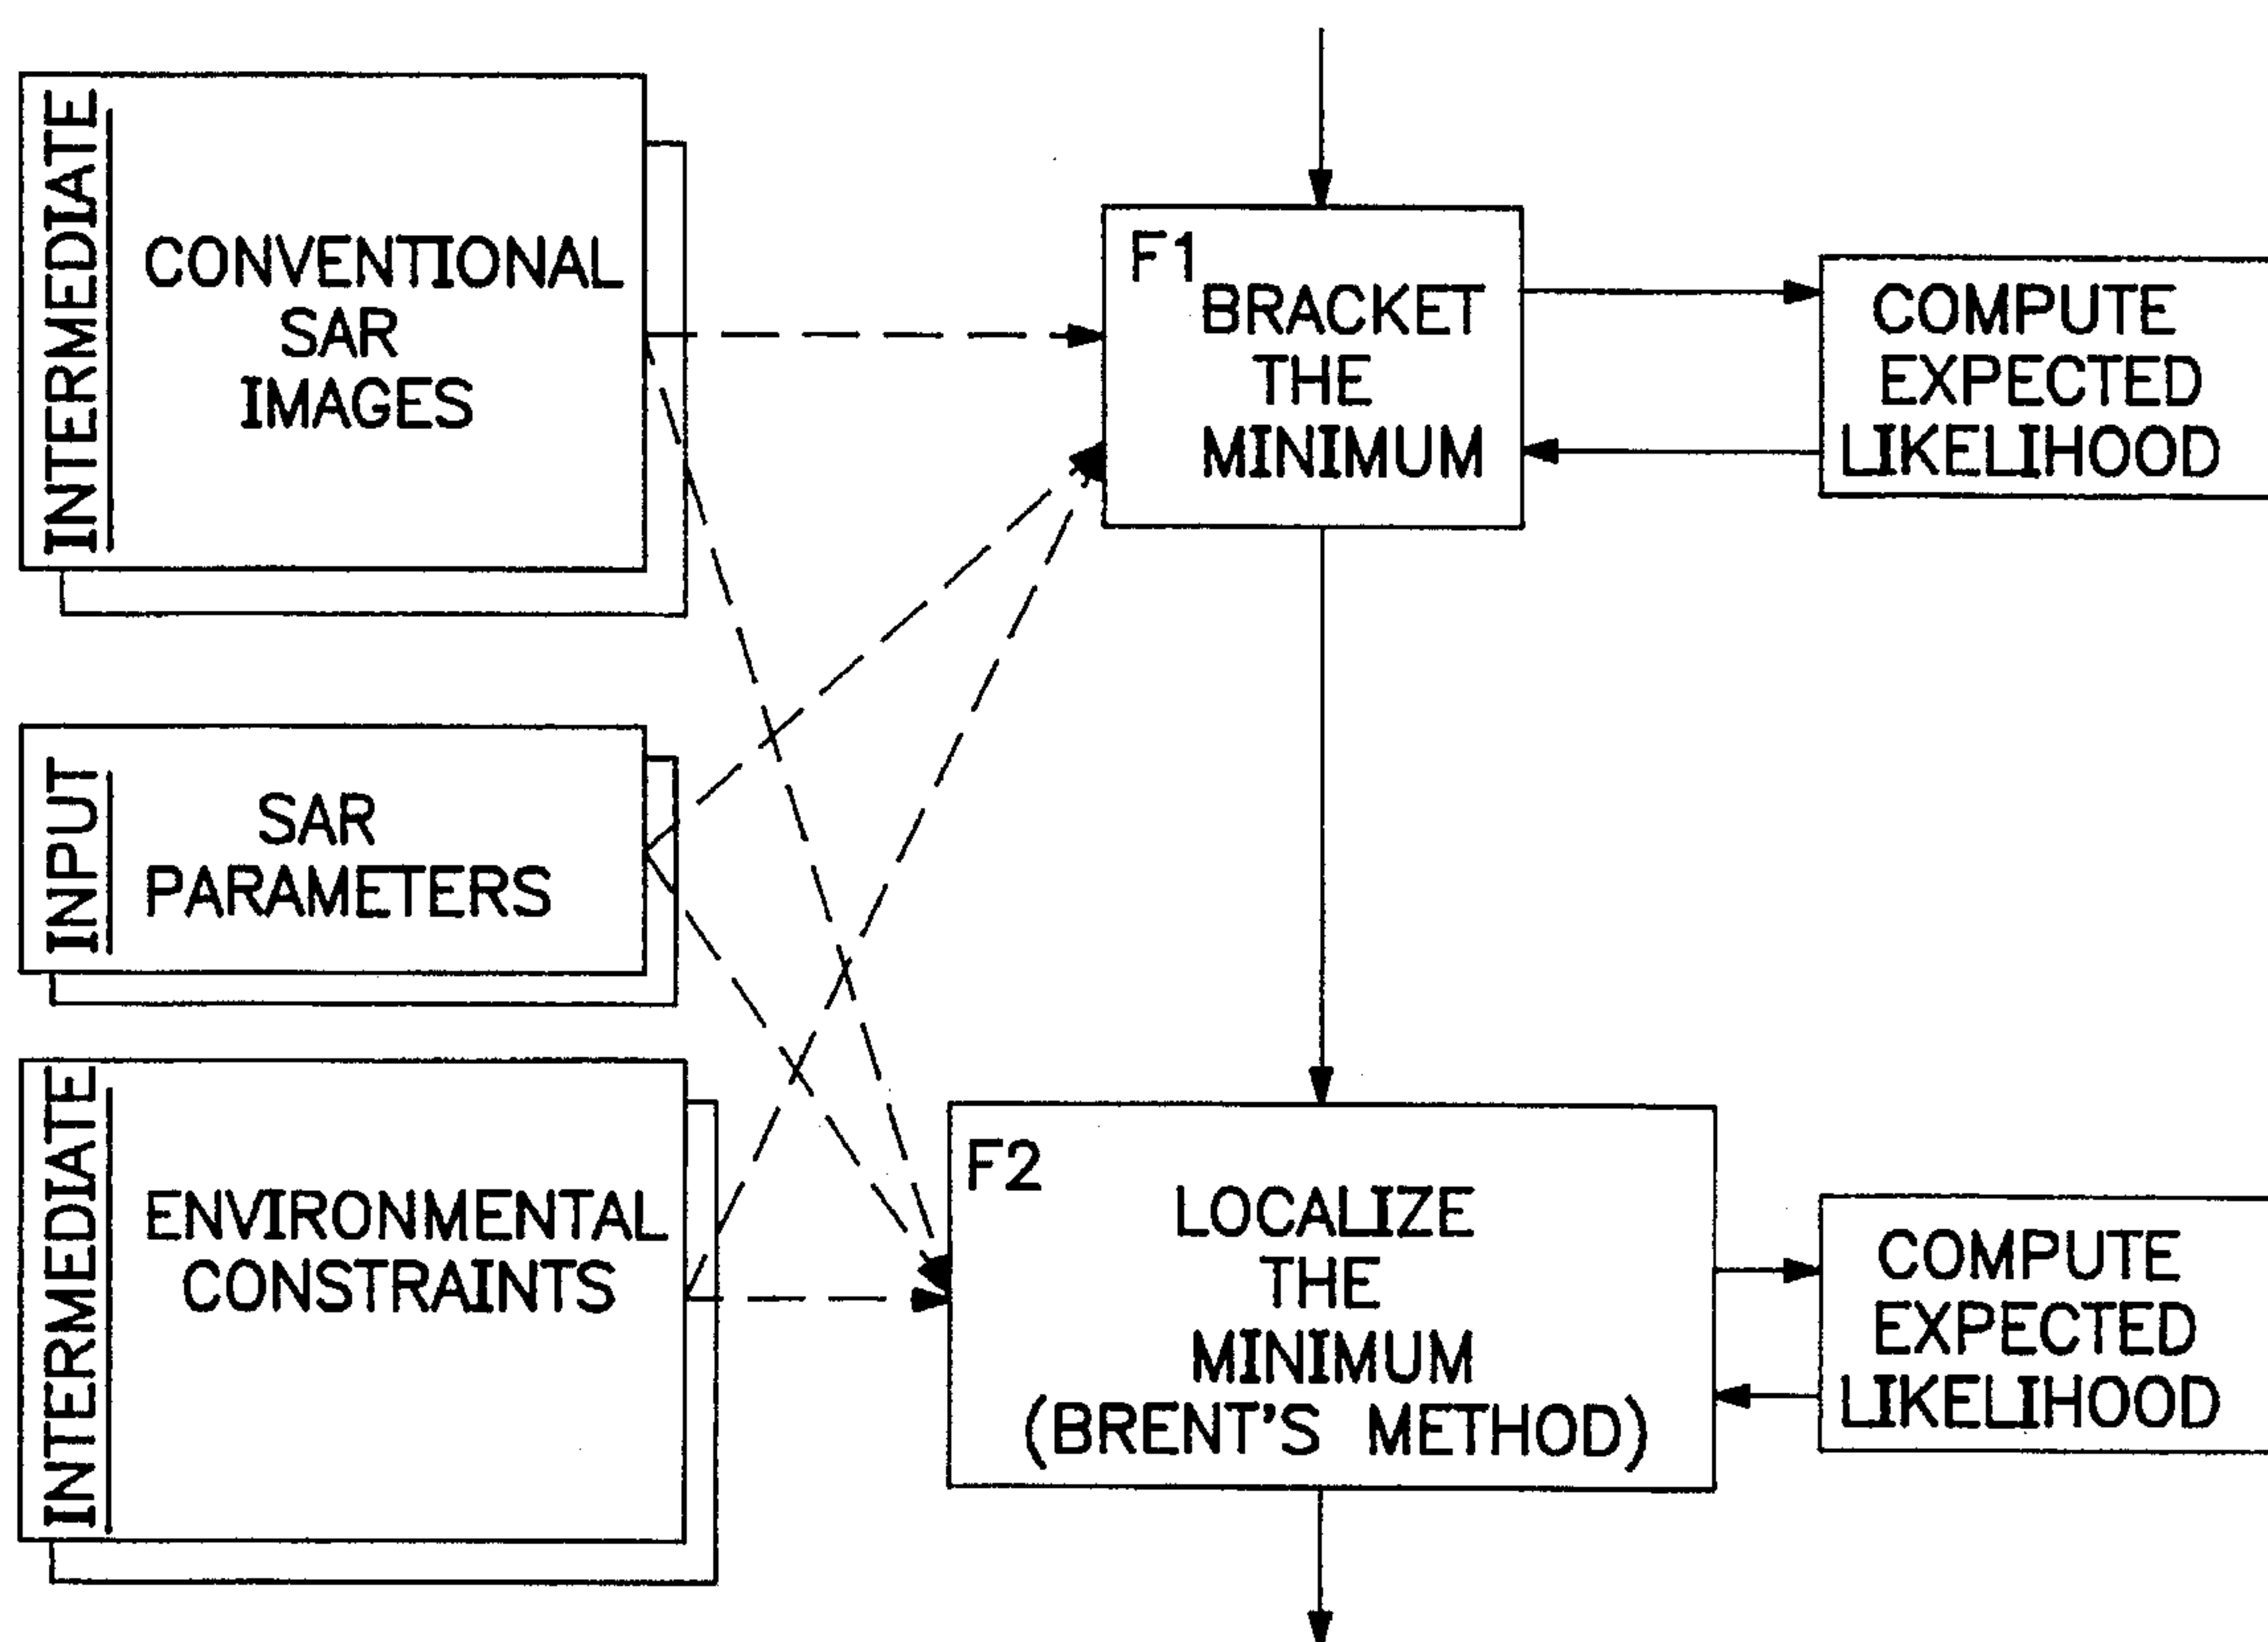 INTERMEDIATE
CONVENTIONAL
SAR
IMAGES
F1
BRACKET
THE
MINIMUM
COMPUTE
EXPECTED
LIKELIHOOD
INPUT
SAR
PARAMETERS
INTERMEDIATE
ENVIRONMENTAL
CONSTRAINTS
F2
LOCALIZE
THE
MINIMUM
(BRENT'S METHOD)
COMPUTE
EXPECTED
LIKELIHOOD